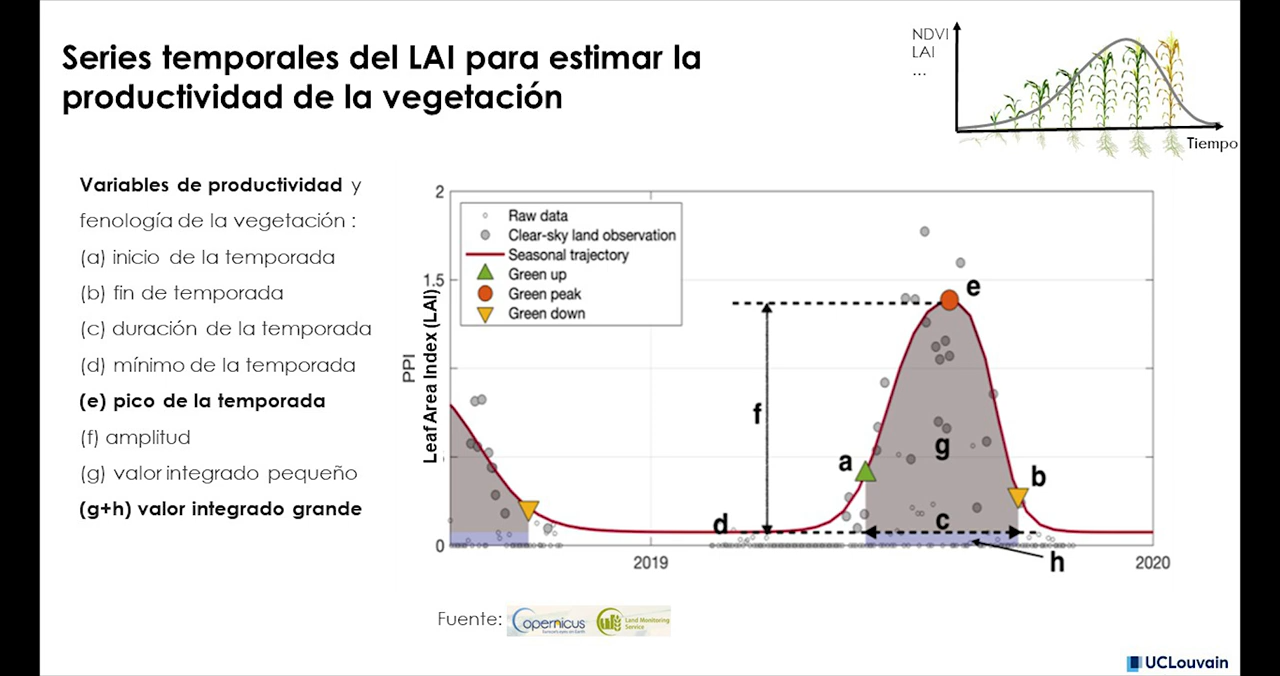 Series temporales del LAI para estimar la
productividad de la vegetación
NDVI
LAI
...
Tiempo
Variables de productividad y
fenología de la vegetación :
(a) inicio de la temporada
(b) fin de temporada
(c) duración de la temporada
(d) mínimo de la temporada
(e) pico de la temporada
(f) amplitud
(g) valor integrado pequeño
(g+h) valor integrado grande
PPI
Leaf Area Index (LAI)
2
1.5
0
Raw data
Clear-sky land observation
Seasonal trajectory
Green up
Green peak
Green down
e
f
g
a
b
d
c
h
2019
2020
Fuente:
Copernicus
Land Monitoring
Service
UCLouvain